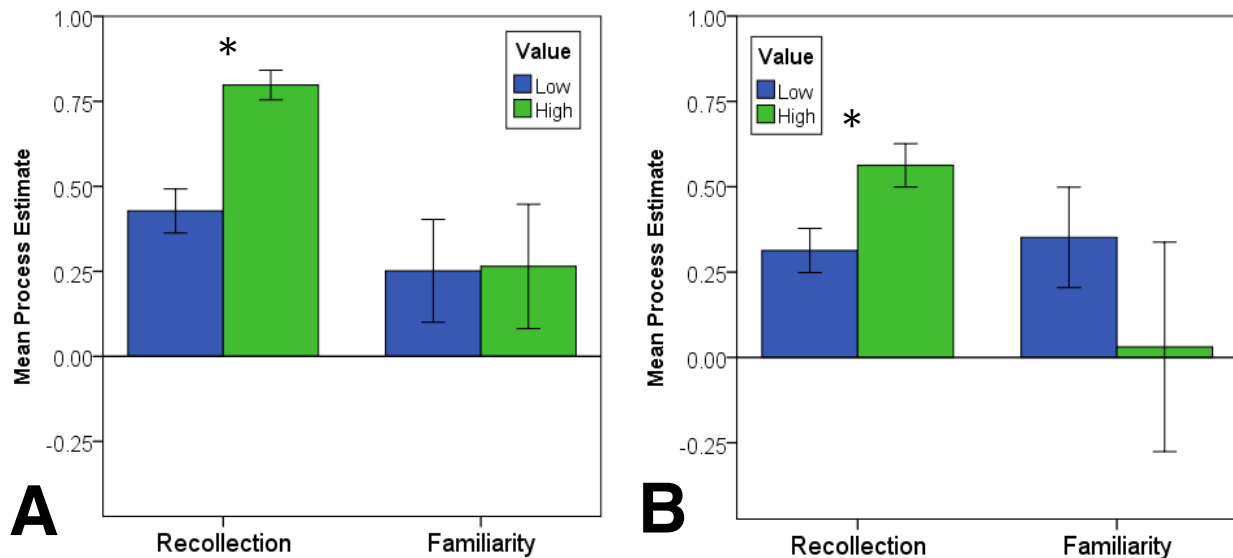 1.00
0.75
0.50
0.25
0.00
-0.25
Mean Process Estimate
*
Value
Low
High
Recollection
Familiarity
A
1.00
0.75
0.50
0.25
0.00
-0.25
Mean Process Estimate
Value
Low
High
*
Recollection
Familiarity
B